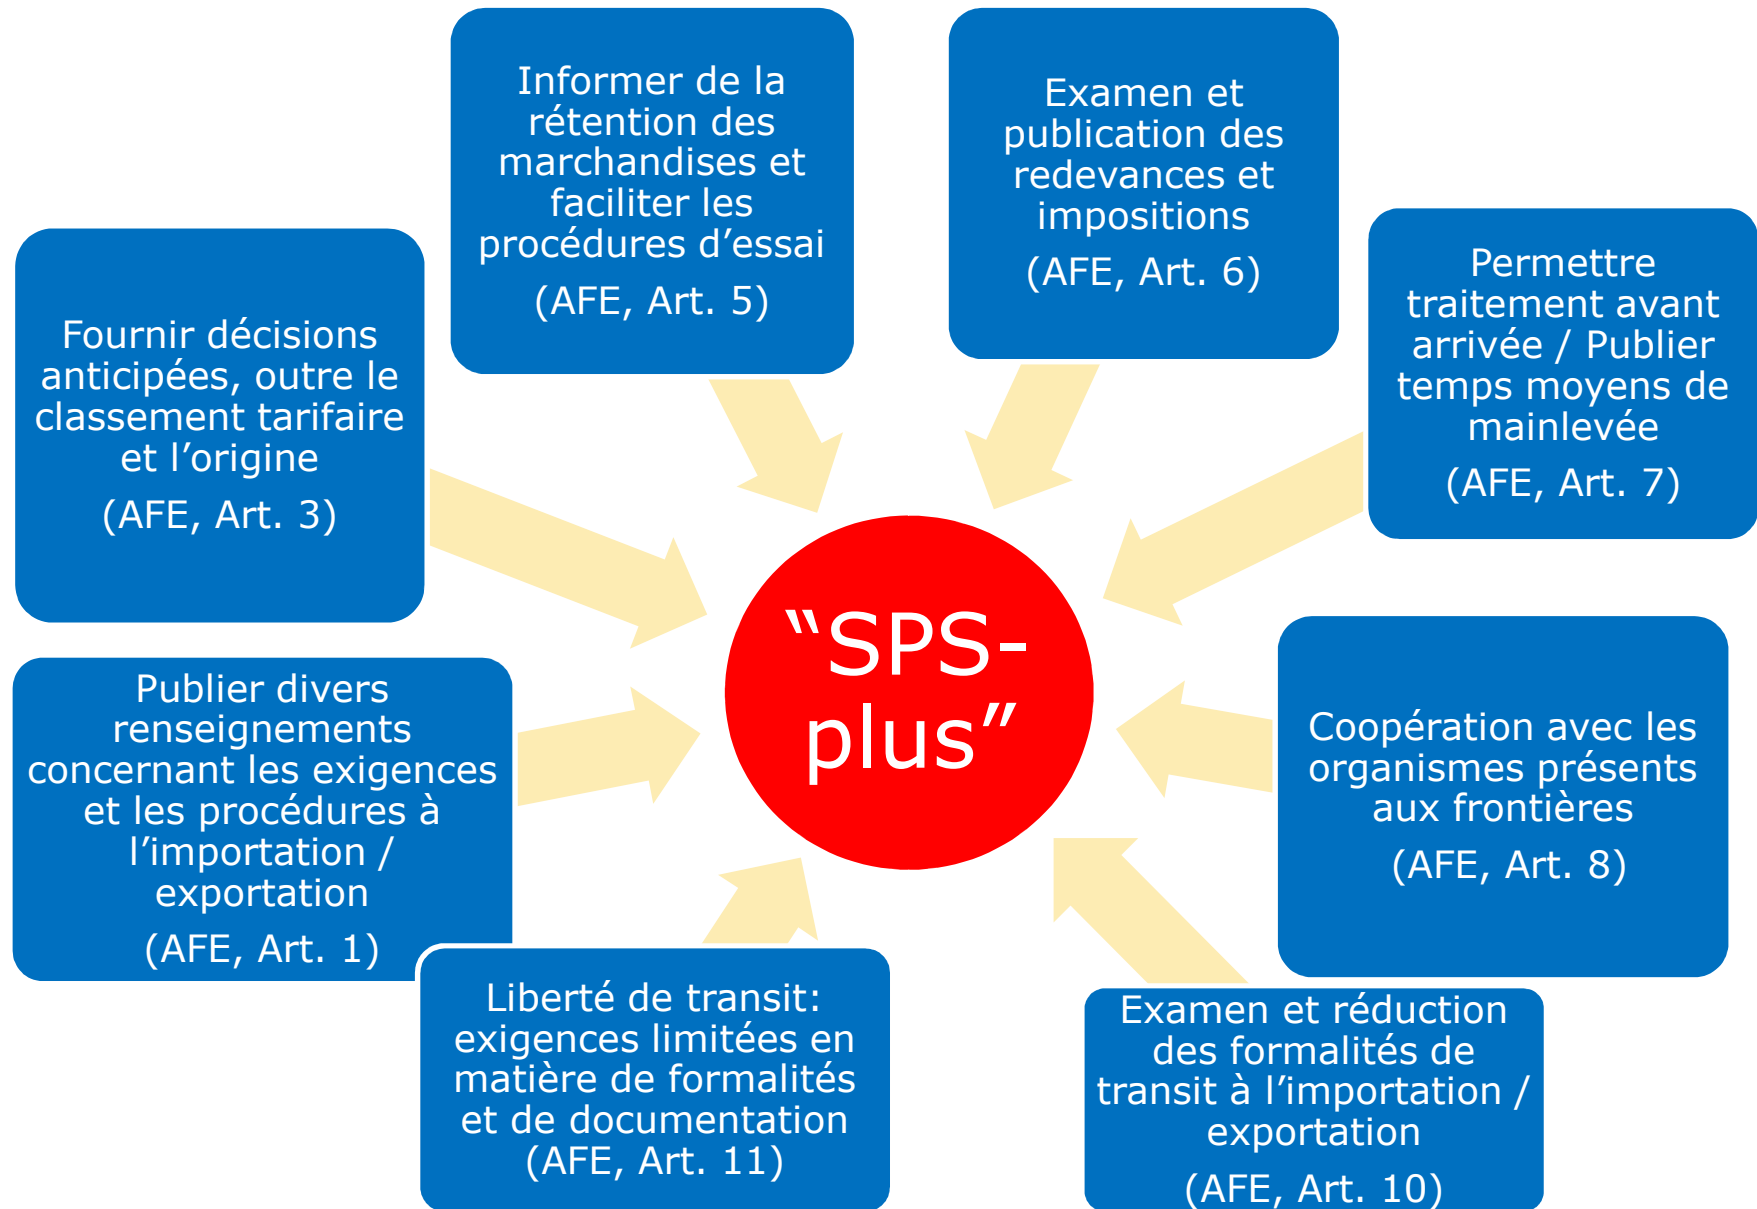 Informer de la
rétention des
marchandises et
faciliter les
procédures d’essai
(AFE, Art. 5)
Examen et
publication des
redevances et
impositions
(AFE, Art. 6)
Fournir décisions
anticipées, outre le
classement tarifaire
et l’origine
(AFE, Art. 3)
Permettre
traitement avant
arrivée / Publier
temps moyens de
mainlevée
(AFE, Art. 7)
“SPS-
plus”
Publier divers
renseignements
concernant les exigences
et les procédures à
l’importation /
exportation
(AFE, Art. 1)
Coopération avec les
organismes présents
aux frontières
(AFE, Art. 8)
Liberté de transit:
exigences limitées en
matière de formalités
et de documentation
(AFE, Art. 11)
Examen et réduction
des formalités de
transit à l’importation /
exportation
(AFE, Art. 10)